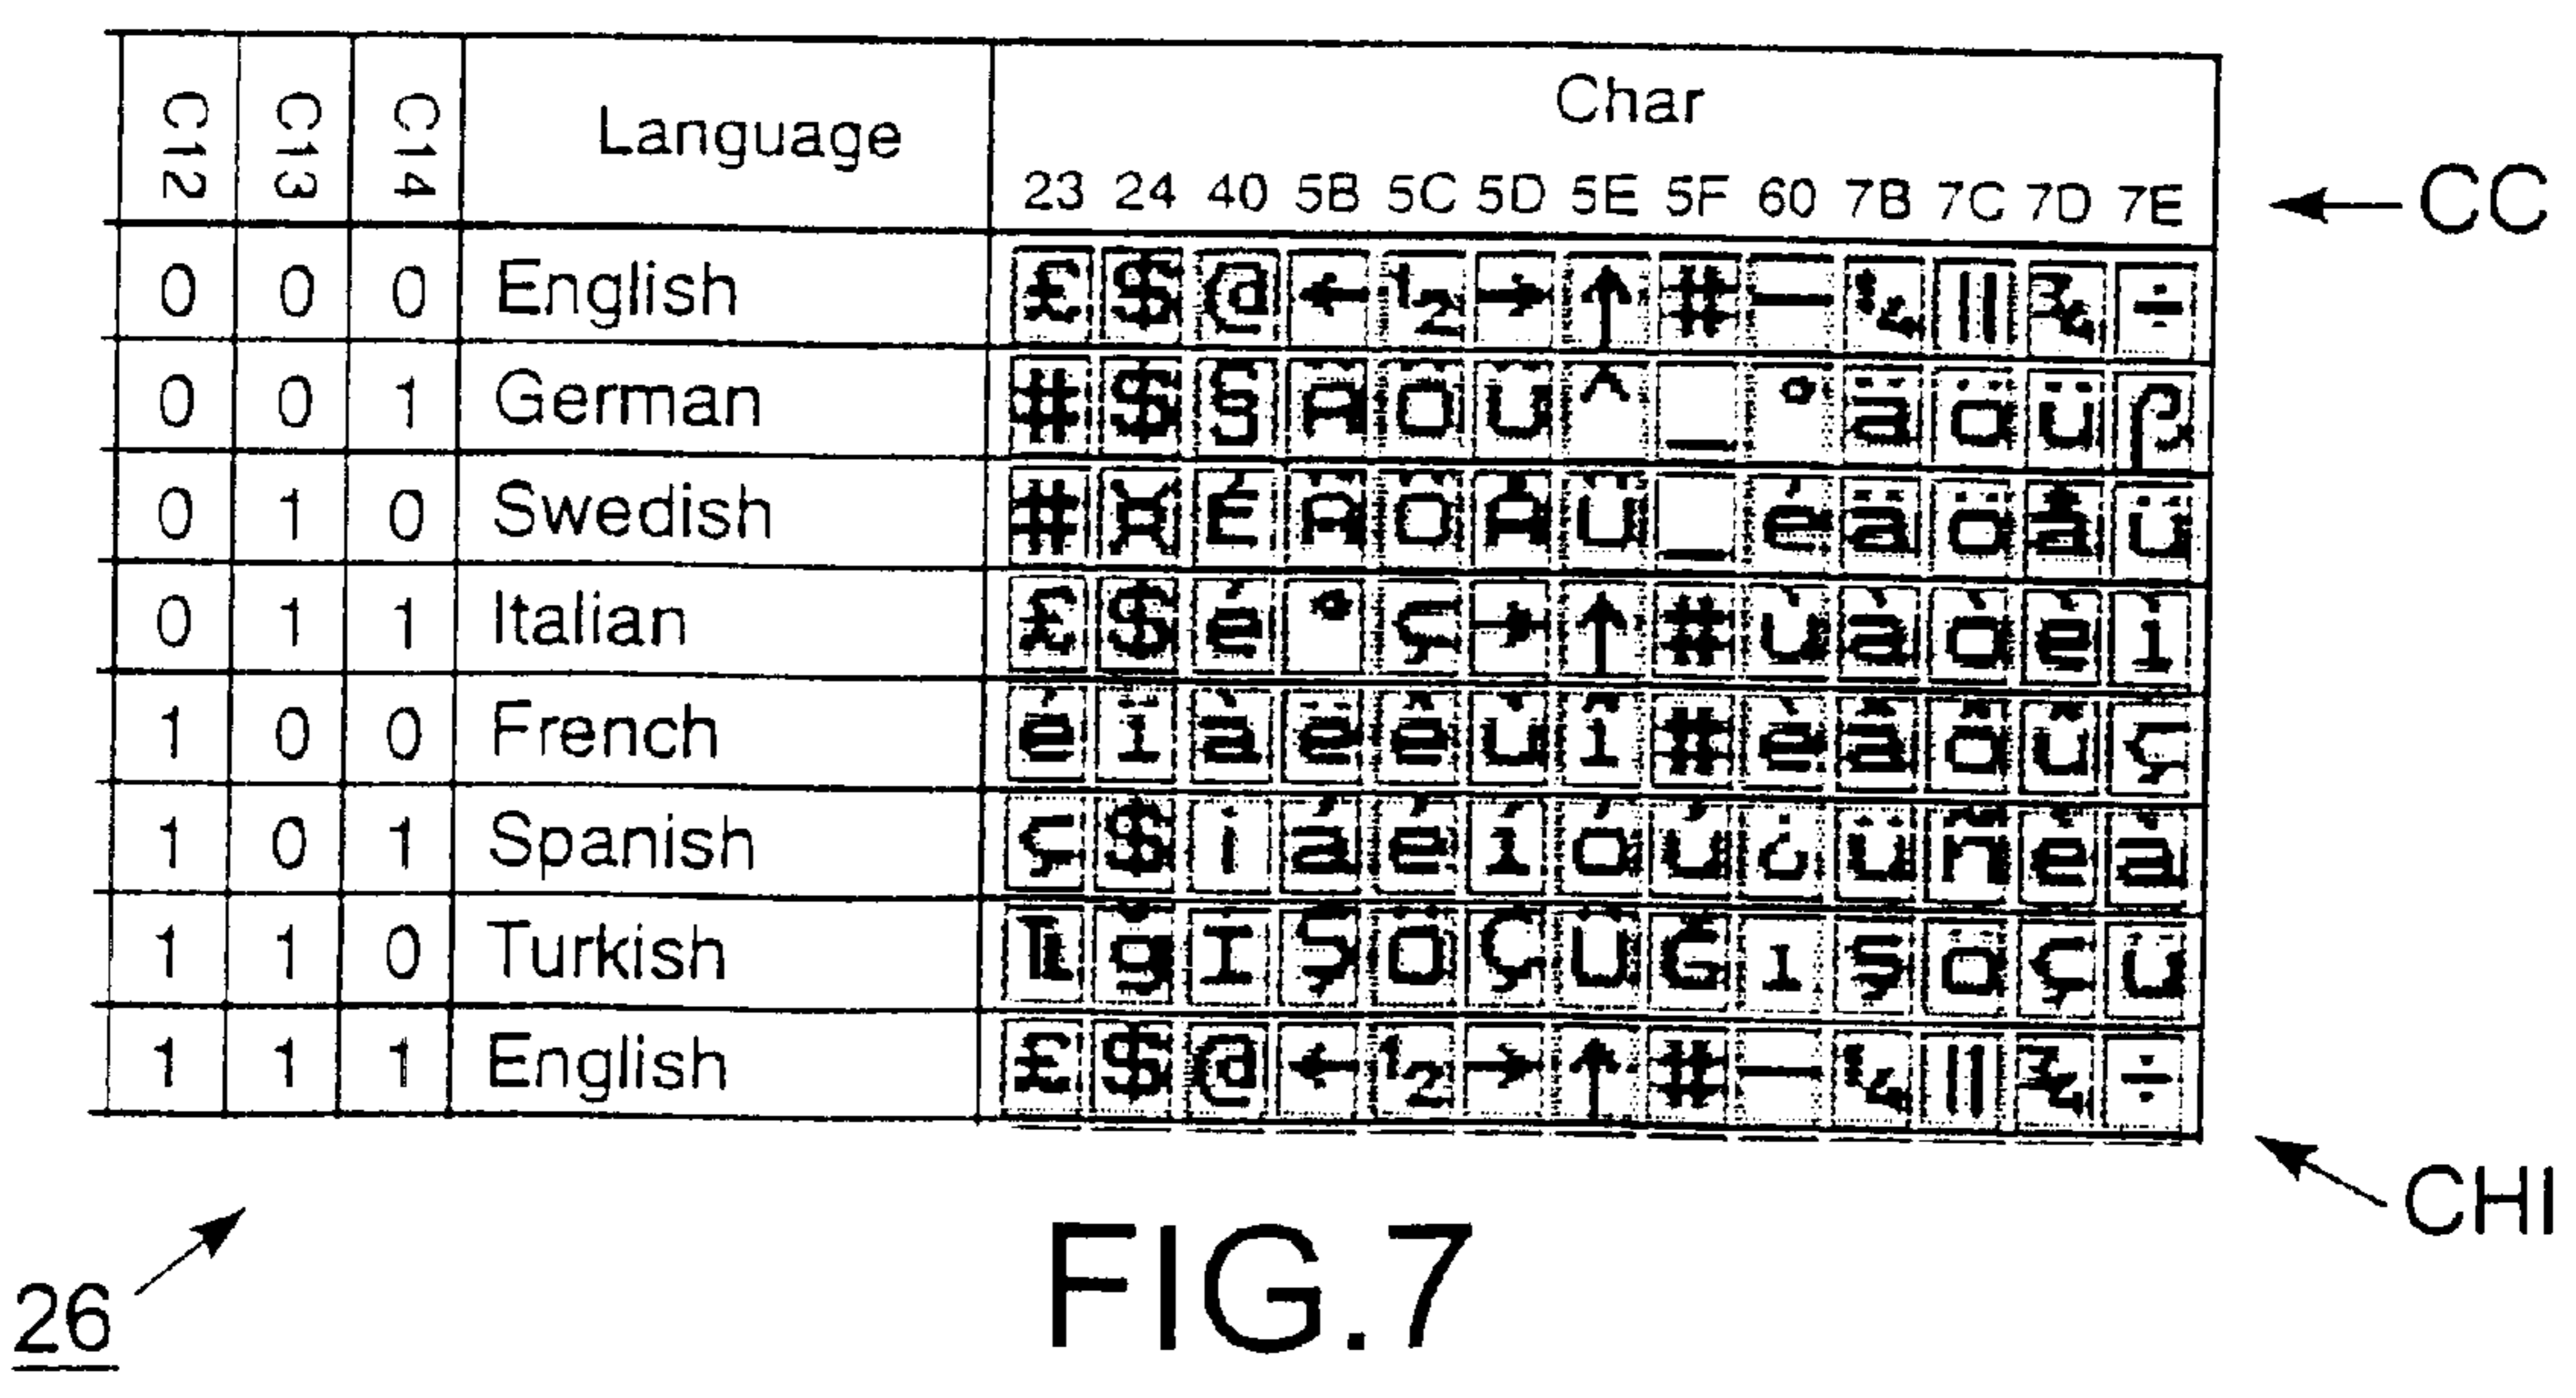 C12 C13 C14 Language Char
23 24 40 5B 5C 5D 5E 5F 60 7B 7C 7D 7E
CC
0 0 0 English £ $ @ ← ½ → ↑ # — ¼ || ¾ ÷
0 0 1 German # $ § Ä Ö Ü ^ _ ° ä ö ü ß
0 1 0 Swedish # ¤ É Ä Ö Å Ü _ é ä ö å ü
0 1 1 Italian £ $ é ° ç → ↑ # ù à ò è ì
1 0 0 French é ï à ë ê ù î # è â ô û ç
1 0 1 Spanish ç $ ¡ á é í ó ú ¿ ü ñ è à
1 1 0 Turkish ğ İ Ş Ö Ç Ü Ğ ı ş ö ç ü
1 1 1 English £ $ @ ← ½ → ↑ # — ¼ || ¾ ÷
CHI
26
FIG.7